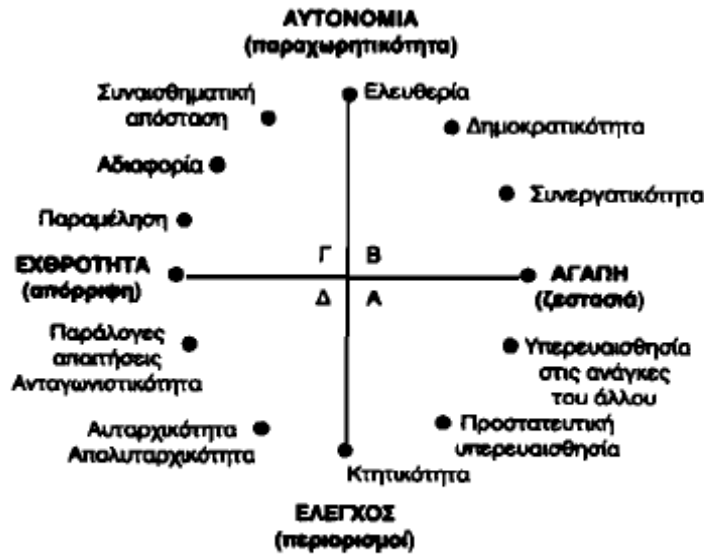 ΑΥΤΟΝΟΜΙΑ
(παραχωρητικότητα)
Συναισθηματική
απόσταση
Ελευθερία
Δημοκρατικότητα
Αδιαφορία
Συνεργατικότητα
Παραμέληση
Γ Β
ΕΧΘΡΟΤΗΤΑ
(απόρριψη)
ΑΓΑΠΗ
(ζεστασιά)
Δ Α
Παράλογες
απαιτήσεις
Ανταγωνιστικότητα
Υπερευαισθησία
στις ανάγκες
του άλλου
Αυταρχικότητα
Απολυταρχικότητα
Προστατευτική
υπερευαισθησία
Κτητικότητα
ΕΛΕΓΧΟΣ
(περιορισμοί)